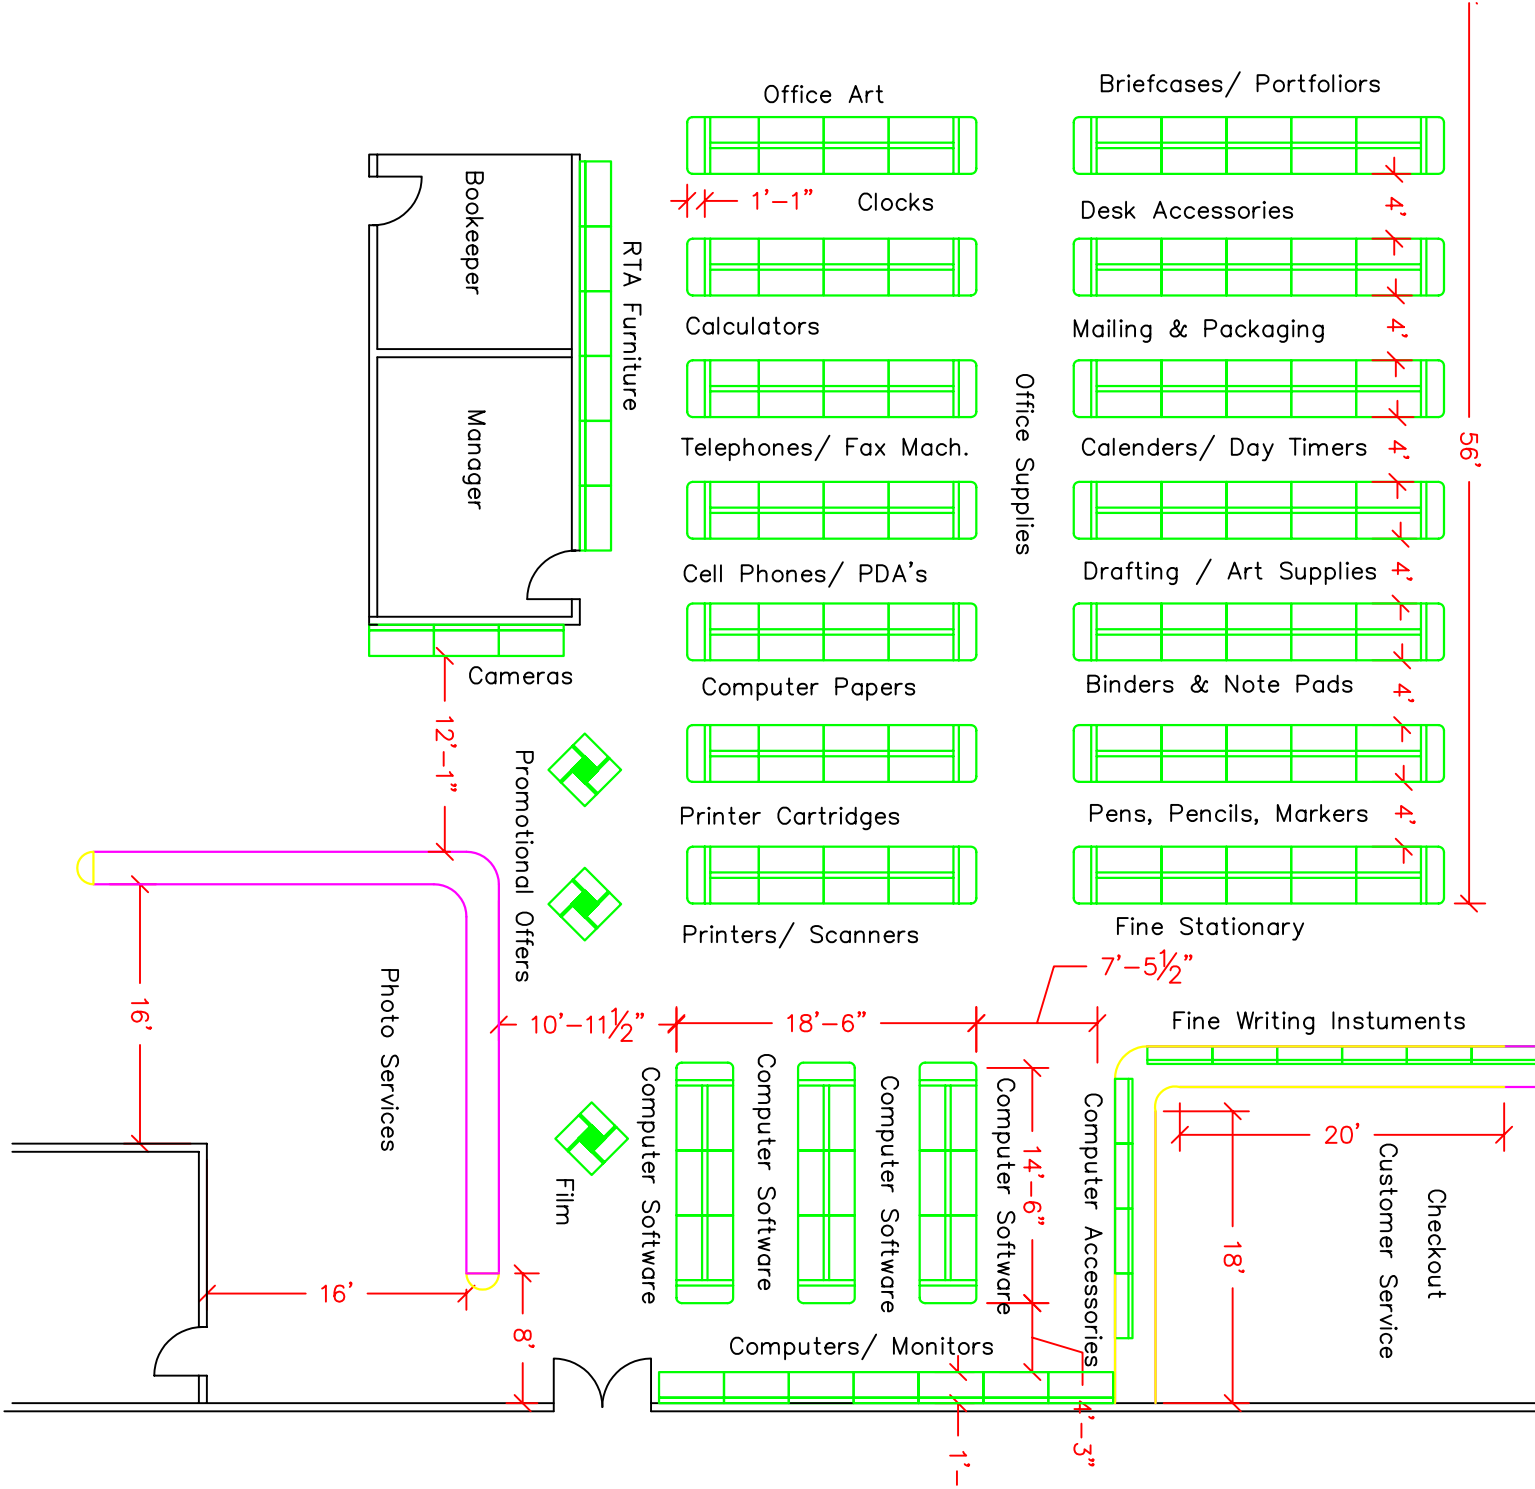 Office Art
Briefcases/ Portfoliors
1'-1"
Clocks
Desk Accessories
4'
Bookeeper
RTA Furniture
Calculators
Mailing & Packaging
4'
Manager
Office Supplies
Telephones/ Fax Mach.
Calenders/ Day Timers
4'
56'
Cell Phones/ PDA's
Drafting / Art Supplies
4'
Cameras
Computer Papers
Binders & Note Pads
4'
12'-1"
Promotional Offers
Printer Cartridges
Pens, Pencils, Markers
4'
Printers/ Scanners
Fine Stationary
7'-5½"
16'
Photo Services
10'-11½"
18'-6"
Fine Writing Instuments
Computer Software
Computer Software
Computer Software
Computer Software
14'-6"
Computer Accessories
20'
Customer Service
Checkout
18'
Film
16'
8'
Computers/ Monitors
4'-3"
1'-